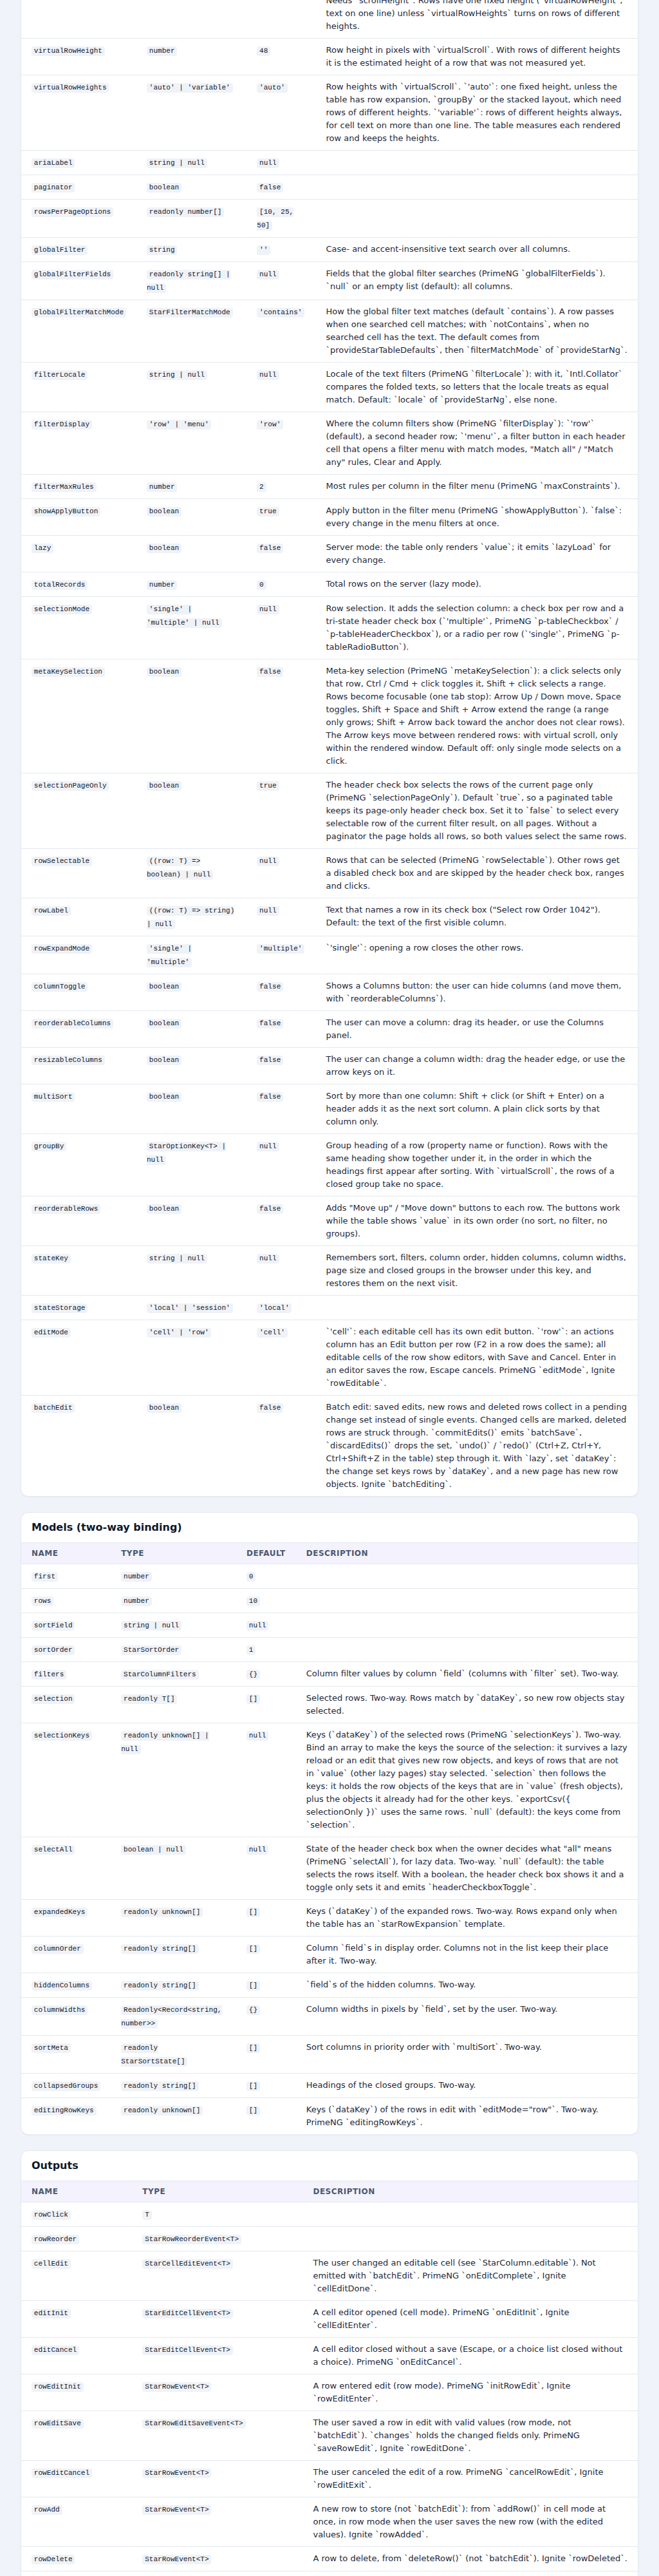 Needs `scrollHeight`. Rows have one fixed height (`virtualRowHeight`,
text on one line) unless `virtualRowHeights` turns on rows of different
heights.
virtualRowHeight number 48 Row height in pixels with `virtualScroll`. With rows of different heights
it is the estimated height of a row that was not measured yet.
virtualRowHeights 'auto' | 'variable' 'auto' Row heights with `virtualScroll`. `'auto'`: one fixed height, unless the
table has row expansion, `groupBy` or the stacked layout, which need
rows of different heights. `'variable'`: rows of different heights always,
for cell text on more than one line. The table measures each rendered
row and keeps the heights.
ariaLabel string | null null
paginator boolean false
rowsPerPageOptions readonly number[] [10, 25,
50]
globalFilter string '' Case- and accent-insensitive text search over all columns.
globalFilterFields readonly string[] | null Fields that the global filter searches (PrimeNG `globalFilterFields`).
null `null` or an empty list (default): all columns.
globalFilterMatchMode StarFilterMatchMode 'contains' How the global filter text matches (default `contains`). A row passes
when one searched cell matches; with `notContains`, when no
searched cell has the text. The default comes from
`provideStarTableDefaults`, then `filterMatchMode` of `provideStarNg`.
filterLocale string | null null Locale of the text filters (PrimeNG `filterLocale`): with it, `Intl.Collator`
compares the folded texts, so letters that the locale treats as equal
match. Default: `locale` of `provideStarNg`, else none.
filterDisplay 'row' | 'menu' 'row' Where the column filters show (PrimeNG `filterDisplay`): `'row'`
(default), a second header row; `'menu'`, a filter button in each header
cell that opens a filter menu with match modes, "Match all" / "Match
any" rules, Clear and Apply.
filterMaxRules number 2 Most rules per column in the filter menu (PrimeNG `maxConstraints`).
showApplyButton boolean true Apply button in the filter menu (PrimeNG `showApplyButton`). `false`:
every change in the menu filters at once.
lazy boolean false Server mode: the table only renders `value`; it emits `lazyLoad` for
every change.
totalRecords number 0 Total rows on the server (lazy mode).
selectionMode 'single' | null Row selection. It adds the selection column: a check box per row and a
'multiple' | null tri-state header check box (`'multiple'`, PrimeNG `p-tableCheckbox` /
`p-tableHeaderCheckbox`), or a radio per row (`'single'`, PrimeNG `p-
tableRadioButton`).
metaKeySelection boolean false Meta-key selection (PrimeNG `metaKeySelection`): a click selects only
that row, Ctrl / Cmd + click toggles it, Shift + click selects a range.
Rows become focusable (one tab stop): Arrow Up / Down move, Space
toggles, Shift + Space and Shift + Arrow extend the range (a range
only grows; Shift + Arrow back toward the anchor does not clear rows).
The Arrow keys move between rendered rows: with virtual scroll, only
within the rendered window. Default off: only single mode selects on a
click.
selectionPageOnly boolean true The header check box selects the rows of the current page only
(PrimeNG `selectionPageOnly`). Default `true`, so a paginated table
keeps its page-only header check box. Set it to `false` to select every
selectable row of the current filter result, on all pages. Without a
paginator the page holds all rows, so both values select the same rows.
rowSelectable ((row: T) => null Rows that can be selected (PrimeNG `rowSelectable`). Other rows get
boolean) | null a disabled check box and are skipped by the header check box, ranges
and clicks.
rowLabel ((row: T) => string) null Text that names a row in its check box ("Select row Order 1042").
| null Default: the text of the first visible column.
rowExpandMode 'single' | 'multiple' `'single'`: opening a row closes the other rows.
'multiple'
columnToggle boolean false Shows a Columns button: the user can hide columns (and move them,
with `reorderableColumns`).
reorderableColumns boolean false The user can move a column: drag its header, or use the Columns
panel.
resizableColumns boolean false The user can change a column width: drag the header edge, or use the
arrow keys on it.
multiSort boolean false Sort by more than one column: Shift + click (or Shift + Enter) on a
header adds it as the next sort column. A plain click sorts by that
column only.
groupBy StarOptionKey<T> | null Group heading of a row (property name or function). Rows with the
null same heading show together under it, in the order in which the
headings first appear after sorting. With `virtualScroll`, the rows of a
closed group take no space.
reorderableRows boolean false Adds "Move up" / "Move down" buttons to each row. The buttons work
while the table shows `value` in its own order (no sort, no filter, no
groups).
stateKey string | null null Remembers sort, filters, column order, hidden columns, column widths,
page size and closed groups in the browser under this key, and
restores them on the next visit.
stateStorage 'local' | 'session' 'local'
editMode 'cell' | 'row' 'cell' `'cell'`: each editable cell has its own edit button. `'row'`: an actions
column has an Edit button per row (F2 in a row does the same); all
editable cells of the row show editors, with Save and Cancel. Enter in
an editor saves the row, Escape cancels. PrimeNG `editMode`, Ignite
`rowEditable`.
batchEdit boolean false Batch edit: saved edits, new rows and deleted rows collect in a pending
change set instead of single events. Changed cells are marked, deleted
rows are struck through. `commitEdits()` emits `batchSave`,
`discardEdits()` drops the set, `undo()` / `redo()` (Ctrl+Z, Ctrl+Y,
Ctrl+Shift+Z in the table) step through it. With `lazy`, set `dataKey`:
the change set keys rows by `dataKey`, and a new page has new row
objects. Ignite `batchEditing`.
Models (two-way binding)
NAME TYPE DEFAULT DESCRIPTION
first number 0
rows number 10
sortField string | null null
sortOrder StarSortOrder 1
filters StarColumnFilters {} Column filter values by column `field` (columns with `filter` set). Two-way.
selection readonly T[] [] Selected rows. Two-way. Rows match by `dataKey`, so new row objects stay
selected.
selectionKeys readonly unknown[] | null Keys (`dataKey`) of the selected rows (PrimeNG `selectionKeys`). Two-way.
null Bind an array to make the keys the source of the selection: it survives a lazy
reload or an edit that gives new row objects, and keys of rows that are not
in `value` (other lazy pages) stay selected. `selection` then follows the
keys: it holds the row objects of the keys that are in `value` (fresh objects),
plus the objects it already had for the other keys. `exportCsv({
selectionOnly })` uses the same rows. `null` (default): the keys come from
`selection`.
selectAll boolean | null null State of the header check box when the owner decides what "all" means
(PrimeNG `selectAll`), for lazy data. Two-way. `null` (default): the table
selects the rows itself. With a boolean, the header check box shows it and a
toggle only sets it and emits `headerCheckboxToggle`.
expandedKeys readonly unknown[] [] Keys (`dataKey`) of the expanded rows. Two-way. Rows expand only when
the table has an `starRowExpansion` template.
columnOrder readonly string[] [] Column `field`s in display order. Columns not in the list keep their place
after it. Two-way.
hiddenColumns readonly string[] [] `field`s of the hidden columns. Two-way.
columnWidths Readonly<Record<string, {} Column widths in pixels by `field`, set by the user. Two-way.
number>>
sortMeta readonly [] Sort columns in priority order with `multiSort`. Two-way.
StarSortState[]
collapsedGroups readonly string[] [] Headings of the closed groups. Two-way.
editingRowKeys readonly unknown[] [] Keys (`dataKey`) of the rows in edit with `editMode="row"`. Two-way.
PrimeNG `editingRowKeys`.
Outputs
NAME TYPE DESCRIPTION
rowClick T
rowReorder StarRowReorderEvent<T>
cellEdit StarCellEditEvent<T> The user changed an editable cell (see `StarColumn.editable`). Not
emitted with `batchEdit`. PrimeNG `onEditComplete`, Ignite
`cellEditDone`.
editInit StarEditCellEvent<T> A cell editor opened (cell mode). PrimeNG `onEditInit`, Ignite
`cellEditEnter`.
editCancel StarEditCellEvent<T> A cell editor closed without a save (Escape, or a choice list closed without
a choice). PrimeNG `onEditCancel`.
rowEditInit StarRowEvent<T> A row entered edit (row mode). PrimeNG `initRowEdit`, Ignite
`rowEditEnter`.
rowEditSave StarRowEditSaveEvent<T> The user saved a row in edit with valid values (row mode, not
`batchEdit`). `changes` holds the changed fields only. PrimeNG
`saveRowEdit`, Ignite `rowEditDone`.
rowEditCancel StarRowEvent<T> The user canceled the edit of a row. PrimeNG `cancelRowEdit`, Ignite
`rowEditExit`.
rowAdd StarRowEvent<T> A new row to store (not `batchEdit`): from `addRow()` in cell mode at
once, in row mode when the user saves the new row (with the edited
values). Ignite `rowAdded`.
rowDelete StarRowEvent<T> A row to delete, from `deleteRow()` (not `batchEdit`). Ignite `rowDeleted`.